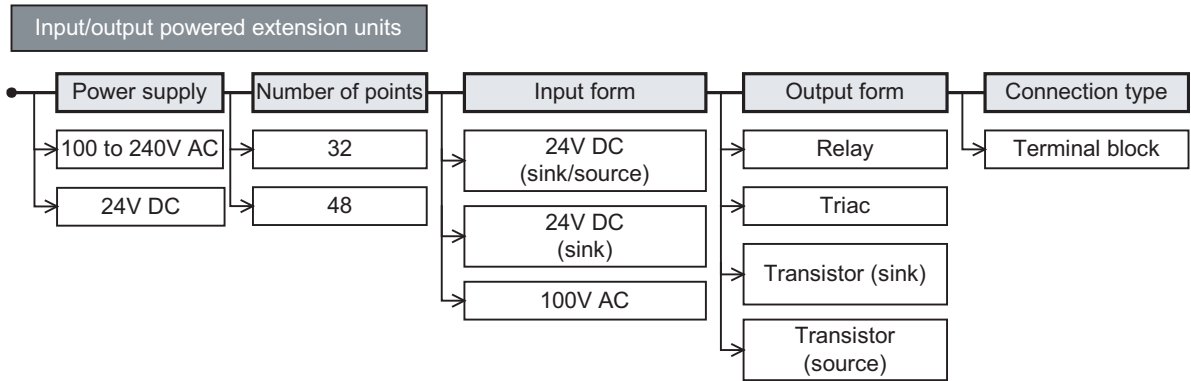 Input/output powered extension units
Power supply
Number of points
Input form
Output form
Connection type
100 to 240V AC
32
24V DC
(sink/source)
Relay
Terminal block
24V DC
48
24V DC
(sink)
Triac
100V AC
Transistor (sink)
Transistor
(source)